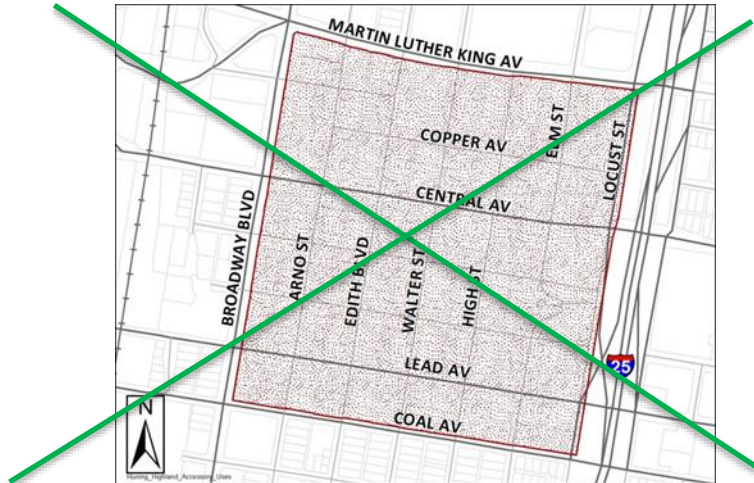 MARTIN LUTHER KING AV
COPPER AV
ELM ST
LOCUST ST
CENTRAL AV
BROADWAY BLVD
ARNO ST
EDITH BLVD
WALTER ST
HIGH ST
LEAD AV
25
COAL AV
N
Huning_Highland_Accessory_Uses